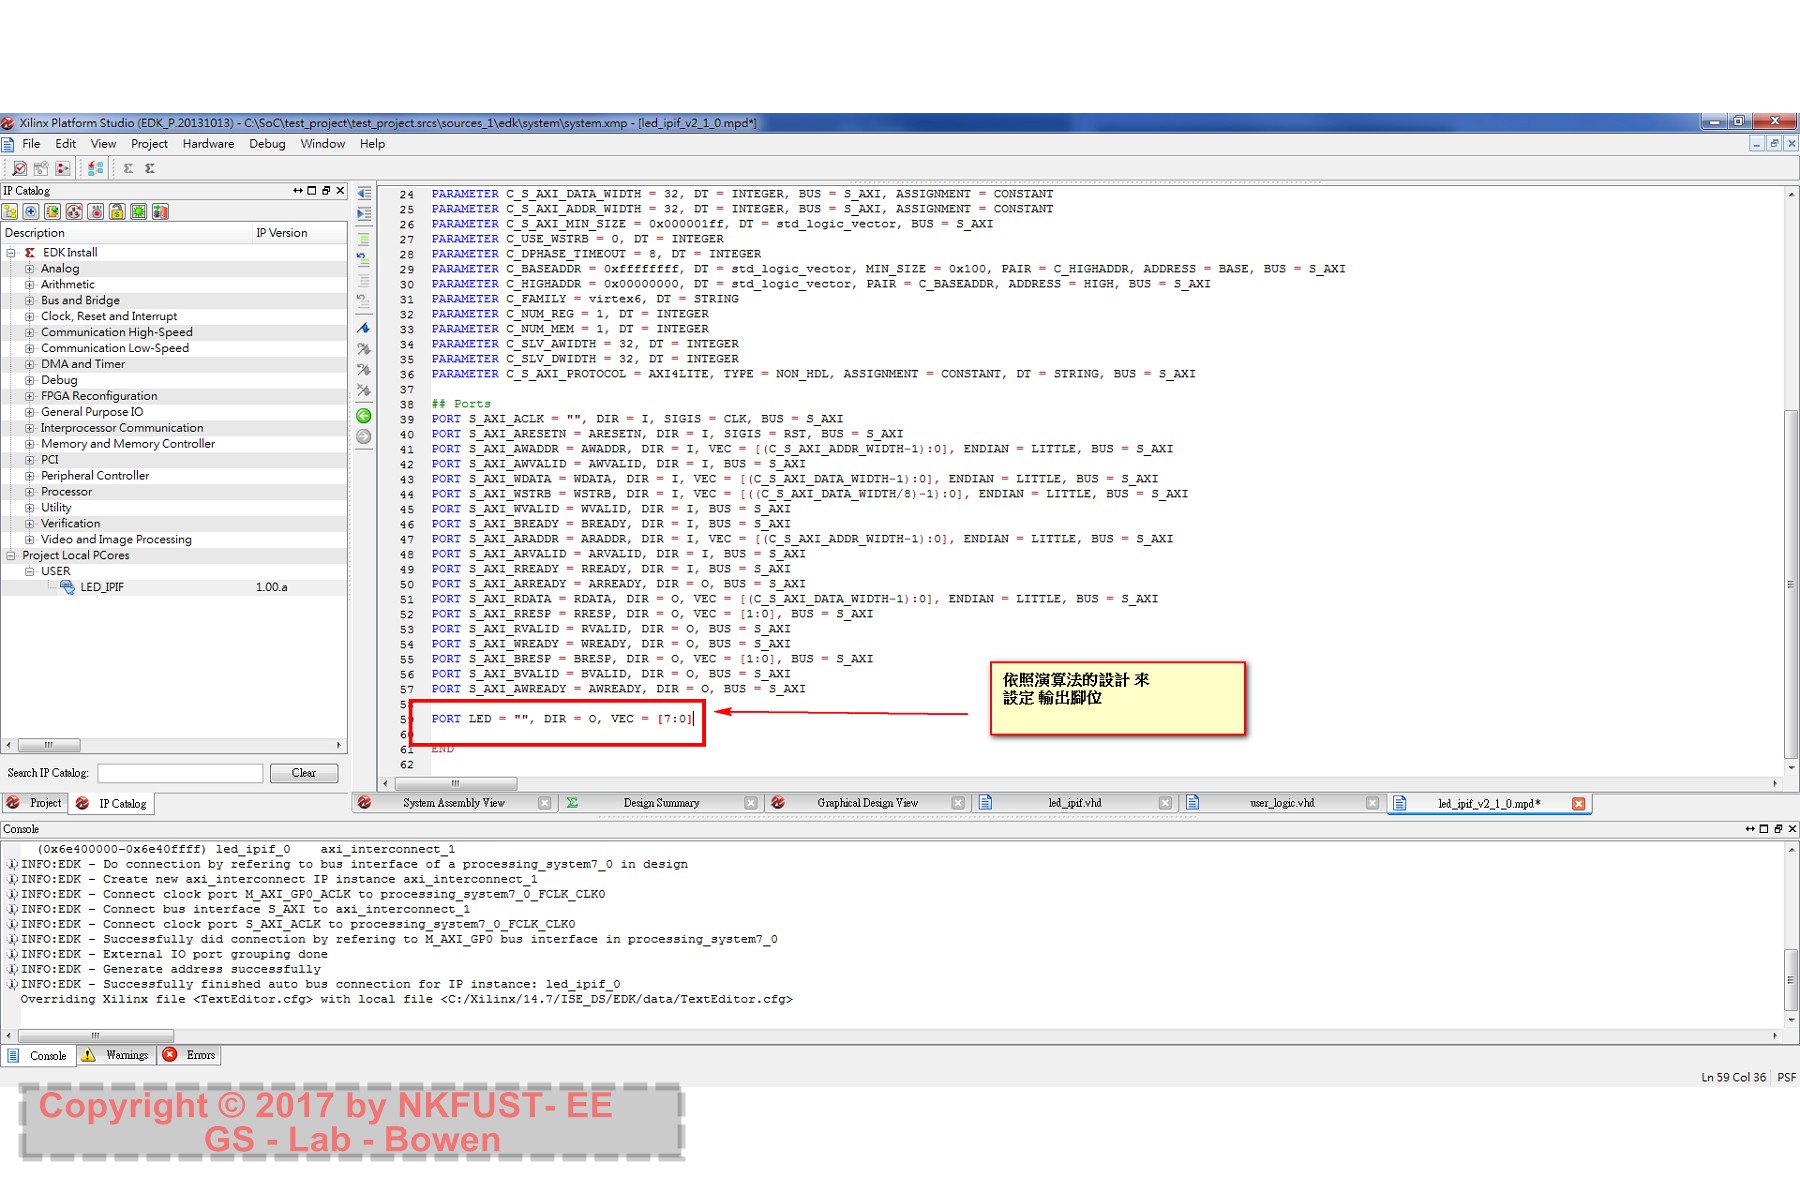 Xilinx Platform Studio (EDK_P.20131013) - C:\SoC\test_project\test_project.srcs\sources_1\edk\system\system.xmp - [led_ipif_v2_1_0.mpd*]
File Edit View Project Hardware Debug Window Help
IP Catalog
Description IP Version
EDK Install
Analog
Arithmetic
Bus and Bridge
Clock, Reset and Interrupt
Communication High-Speed
Communication Low-Speed
DMA and Timer
Debug
FPGA Reconfiguration
General Purpose IO
Interprocessor Communication
Memory and Memory Controller
PCI
Peripheral Controller
Processor
Utility
Verification
Video and Image Processing
Project Local PCores
USER
LED_IPIF 1.00.a
Search IP Catalog: Clear
Project IP Catalog
24 PARAMETER C_S_AXI_DATA_WIDTH = 32, DT = INTEGER, BUS = S_AXI, ASSIGNMENT = CONSTANT
25 PARAMETER C_S_AXI_ADDR_WIDTH = 32, DT = INTEGER, BUS = S_AXI, ASSIGNMENT = CONSTANT
26 PARAMETER C_S_AXI_MIN_SIZE = 0x000001ff, DT = std_logic_vector, BUS = S_AXI
27 PARAMETER C_USE_WSTRB = 0, DT = INTEGER
28 PARAMETER C_DPHASE_TIMEOUT = 8, DT = INTEGER
29 PARAMETER C_BASEADDR = 0xffffffff, DT = std_logic_vector, MIN_SIZE = 0x100, PAIR = C_HIGHADDR, ADDRESS = BASE, BUS = S_AXI
30 PARAMETER C_HIGHADDR = 0x00000000, DT = std_logic_vector, PAIR = C_BASEADDR, ADDRESS = HIGH, BUS = S_AXI
31 PARAMETER C_FAMILY = virtex6, DT = STRING
32 PARAMETER C_NUM_REG = 1, DT = INTEGER
33 PARAMETER C_NUM_MEM = 1, DT = INTEGER
34 PARAMETER C_SLV_AWIDTH = 32, DT = INTEGER
35 PARAMETER C_SLV_DWIDTH = 32, DT = INTEGER
36 PARAMETER C_S_AXI_PROTOCOL = AXI4LITE, TYPE = NON_HDL, ASSIGNMENT = CONSTANT, DT = STRING, BUS = S_AXI
37
38 ## Ports
39 PORT S_AXI_ACLK = "", DIR = I, SIGIS = CLK, BUS = S_AXI
40 PORT S_AXI_ARESETN = ARESETN, DIR = I, SIGIS = RST, BUS = S_AXI
41 PORT S_AXI_AWADDR = AWADDR, DIR = I, VEC = [(C_S_AXI_ADDR_WIDTH-1):0], ENDIAN = LITTLE, BUS = S_AXI
42 PORT S_AXI_AWVALID = AWVALID, DIR = I, BUS = S_AXI
43 PORT S_AXI_WDATA = WDATA, DIR = I, VEC = [(C_S_AXI_DATA_WIDTH-1):0], ENDIAN = LITTLE, BUS = S_AXI
44 PORT S_AXI_WSTRB = WSTRB, DIR = I, VEC = [((C_S_AXI_DATA_WIDTH/8)-1):0], ENDIAN = LITTLE, BUS = S_AXI
45 PORT S_AXI_WVALID = WVALID, DIR = I, BUS = S_AXI
46 PORT S_AXI_BREADY = BREADY, DIR = I, BUS = S_AXI
47 PORT S_AXI_ARADDR = ARADDR, DIR = I, VEC = [(C_S_AXI_ADDR_WIDTH-1):0], ENDIAN = LITTLE, BUS = S_AXI
48 PORT S_AXI_ARVALID = ARVALID, DIR = I, BUS = S_AXI
49 PORT S_AXI_RREADY = RREADY, DIR = I, BUS = S_AXI
50 PORT S_AXI_ARREADY = ARREADY, DIR = O, BUS = S_AXI
51 PORT S_AXI_RDATA = RDATA, DIR = O, VEC = [(C_S_AXI_DATA_WIDTH-1):0], ENDIAN = LITTLE, BUS = S_AXI
52 PORT S_AXI_RRESP = RRESP, DIR = O, VEC = [1:0], BUS = S_AXI
53 PORT S_AXI_RVALID = RVALID, DIR = O, BUS = S_AXI
54 PORT S_AXI_WREADY = WREADY, DIR = O, BUS = S_AXI
55 PORT S_AXI_BRESP = BRESP, DIR = O, VEC = [1:0], BUS = S_AXI
56 PORT S_AXI_BVALID = BVALID, DIR = O, BUS = S_AXI
57 PORT S_AXI_AWREADY = AWREADY, DIR = O, BUS = S_AXI
58
59 PORT LED = "", DIR = O, VEC = [7:0]
60
61 END
62
依照演算法的設計 來
設定 輸出腳位
System Assembly View Design Summary Graphical Design View led_ipif.vhd user_logic.vhd led_ipif_v2_1_0.mpd*
Console
(0x6e400000-0x6e40ffff) led_ipif_0 axi_interconnect_1
INFO:EDK - Do connection by refering to bus interface of a processing_system7_0 in design
INFO:EDK - Create new axi_interconnect IP instance axi_interconnect_1
INFO:EDK - Connect clock port M_AXI_GP0_ACLK to processing_system7_0_FCLK_CLK0
INFO:EDK - Connect bus interface S_AXI to axi_interconnect_1
INFO:EDK - Connect clock port S_AXI_ACLK to processing_system7_0_FCLK_CLK0
INFO:EDK - Successfully did connection by refering to M_AXI_GP0 bus interface in processing_system7_0
INFO:EDK - External IO port grouping done
INFO:EDK - Generate address successfully
INFO:EDK - Successfully finished auto bus connection for IP instance: led_ipif_0
Overriding Xilinx file <TextEditor.cfg> with local file <C:/Xilinx/14.7/ISE_DS/EDK/data/TextEditor.cfg>
Console Warnings Errors
Ln 59 Col 36 PSF
Copyright © 2017 by NKFUST- EE
GS - Lab - Bowen